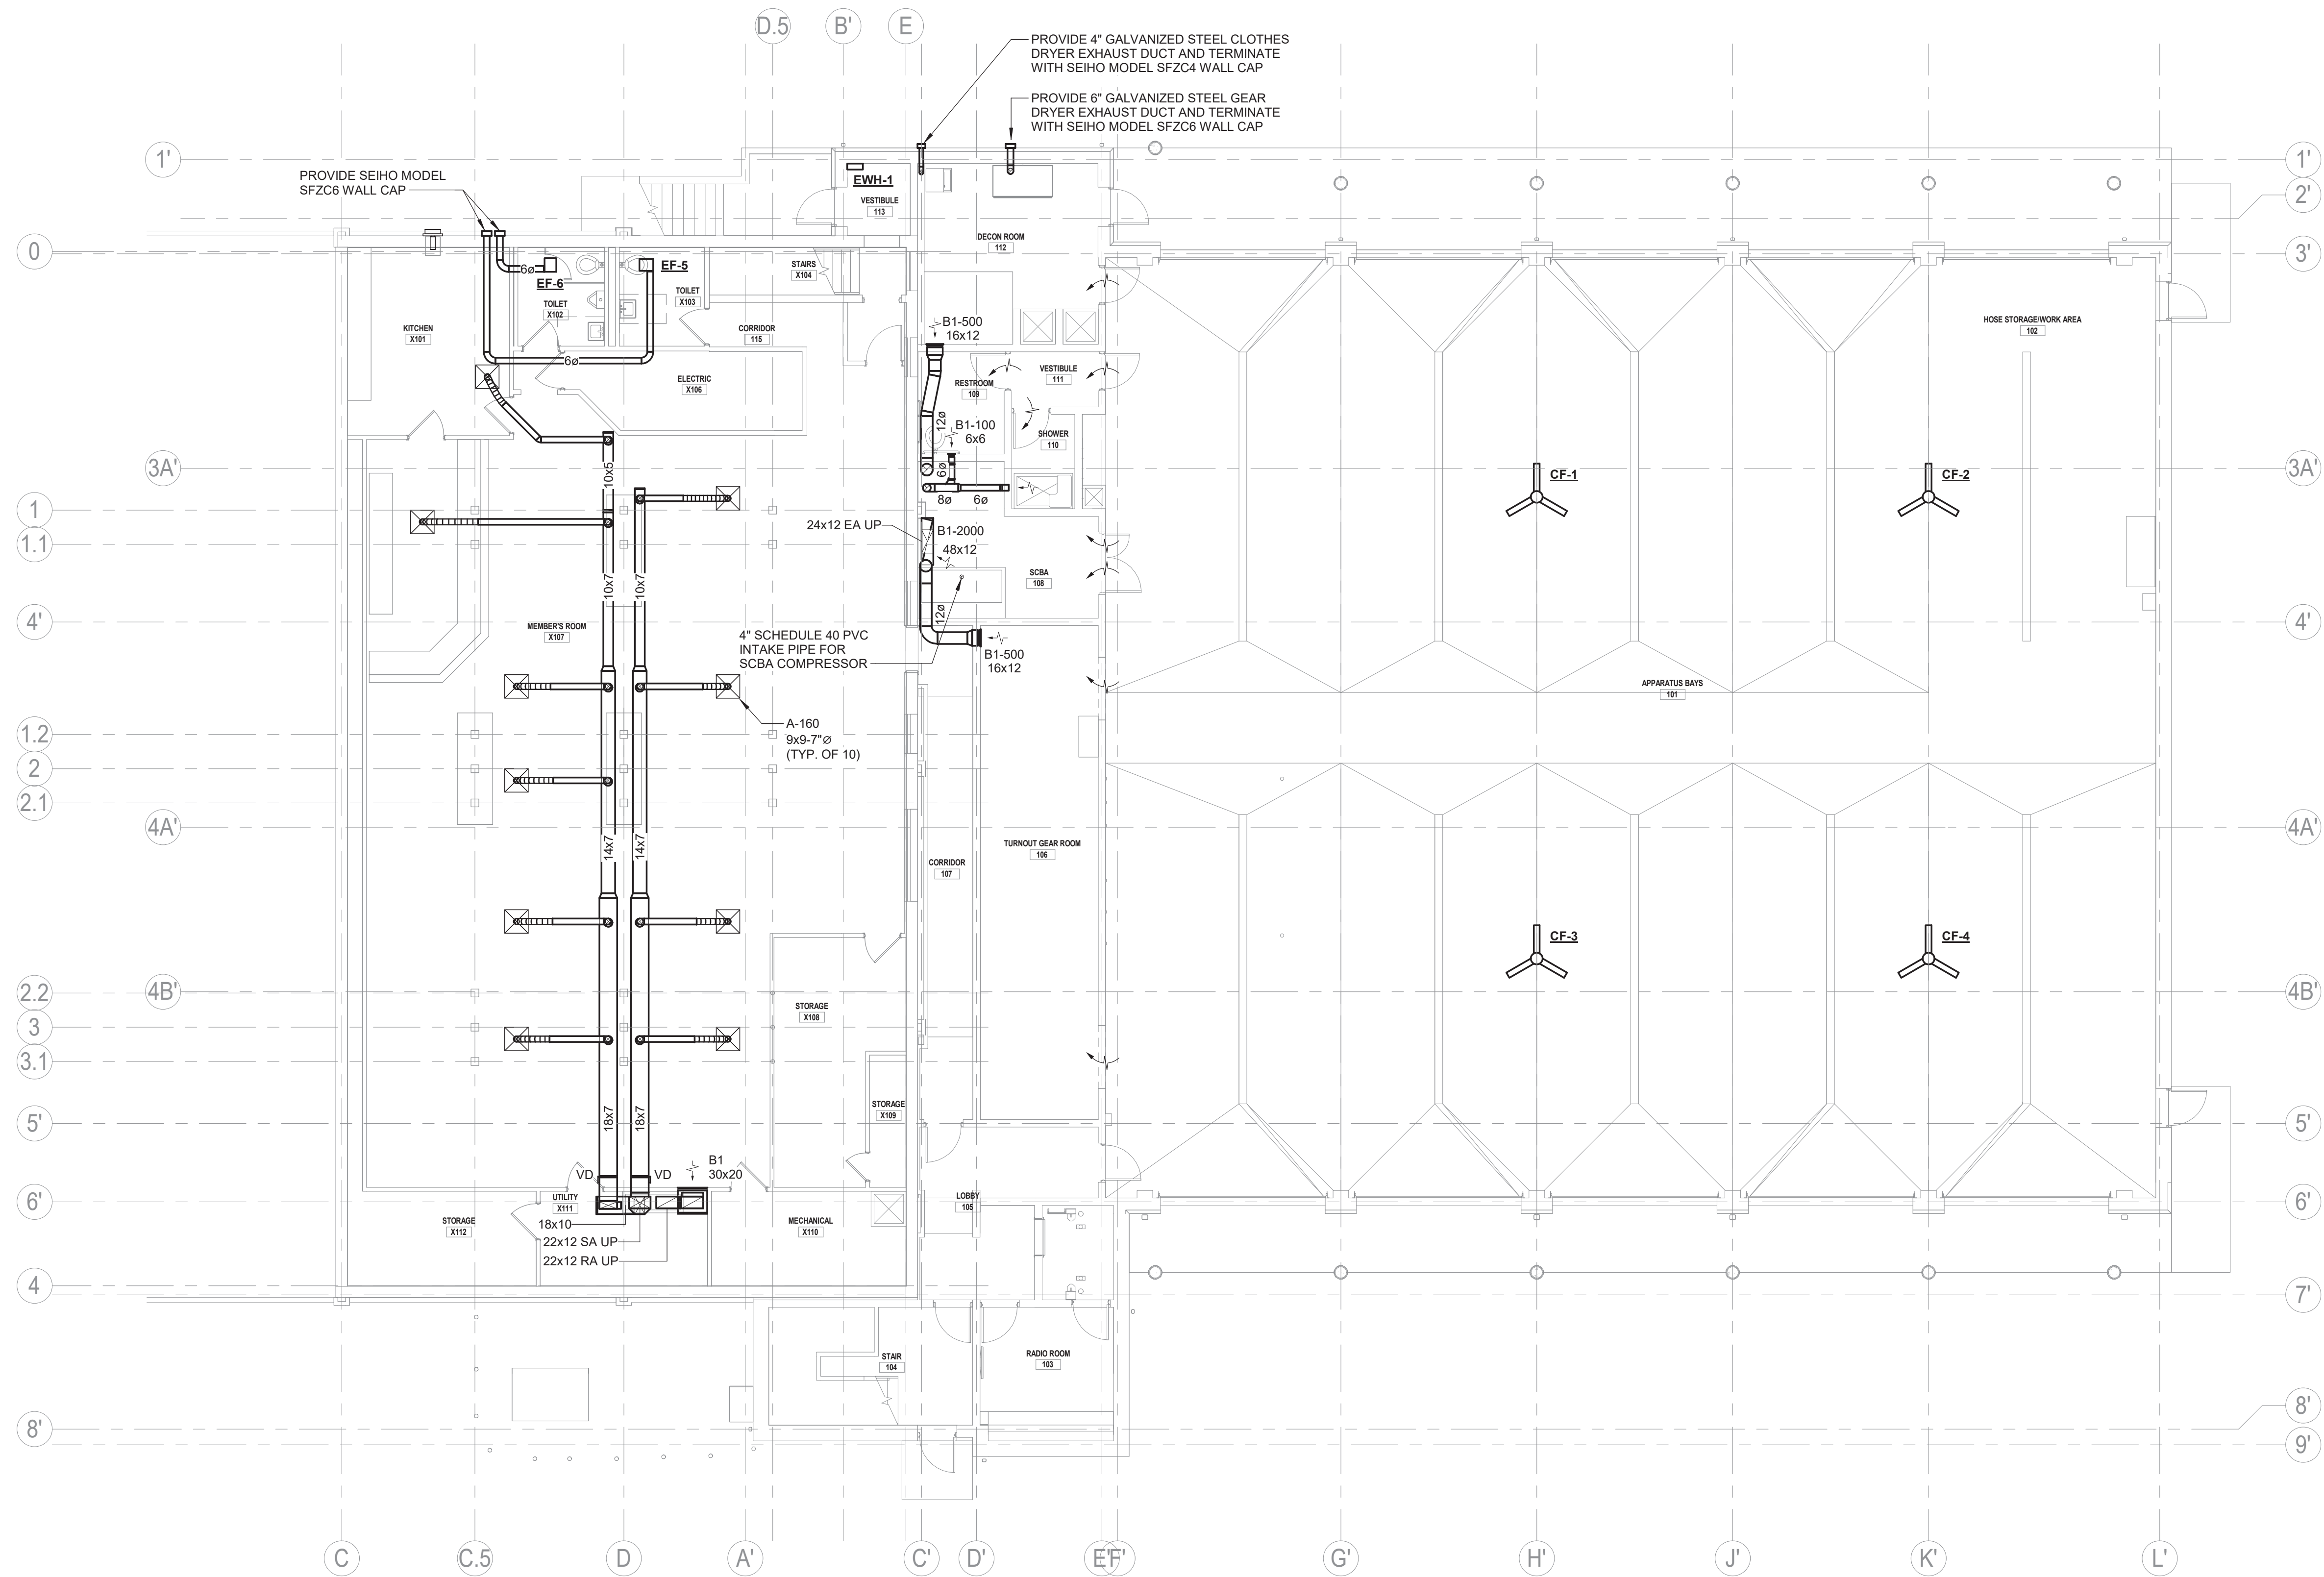 D.5
B'
E
PROVIDE 4" GALVANIZED STEEL CLOTHES
DRYER EXHAUST DUCT AND TERMINATE
WITH SEIHO MODEL SFZC4 WALL CAP
PROVIDE 6" GALVANIZED STEEL GEAR
DRYER EXHAUST DUCT AND TERMINATE
WITH SEIHO MODEL SFZC6 WALL CAP
1'
1'
PROVIDE SEIHO MODEL
SFZC6 WALL CAP
EWH-1
VESTIBULE
113
2'
DECON ROOM
112
0
3'
6ø
EF-6
EF-5
TOILET
X102
TOILET
X103
STAIRS
X104
KITCHEN
X101
CORRIDOR
115
B1-500
16x12
HOSE STORAGE/WORK AREA
102
6ø
ELECTRIC
X106
RESTROOM
109
VESTIBULE
111
12ø
B1-100
6x6
SHOWER
110
3A'
10x5
6ø
8ø
6ø
CF-1
CF-2
3A'
1
24x12 EA UP
B1-2000
48x12
1.1
10x7
10x7
SCBA
108
12ø
4'
MEMBER'S ROOM
X107
4" SCHEDULE 40 PVC
INTAKE PIPE FOR
SCBA COMPRESSOR
B1-500
16x12
4'
APPARATUS BAYS
101
A-160
9x9-7"Ø
(TYP. OF 10)
1.2
2
2.1
4A'
14x7
14x7
TURNOUT GEAR ROOM
106
CORRIDOR
107
4A'
CF-3
CF-4
2.2
4B'
4B'
STORAGE
X108
3
3.1
5'
18x7
18x7
STORAGE
X109
5'
VD
VD
B1
30x20
6'
UTILITY
X111
LOBBY
105
6'
STORAGE
X112
18x10
22x12 SA UP
22x12 RA UP
MECHANICAL
X110
4
7'
STAIR
104
RADIO ROOM
103
8'
8'
9'
C
C.5
D
A'
C'
D'
E'
F'
G'
H'
J'
K'
L'